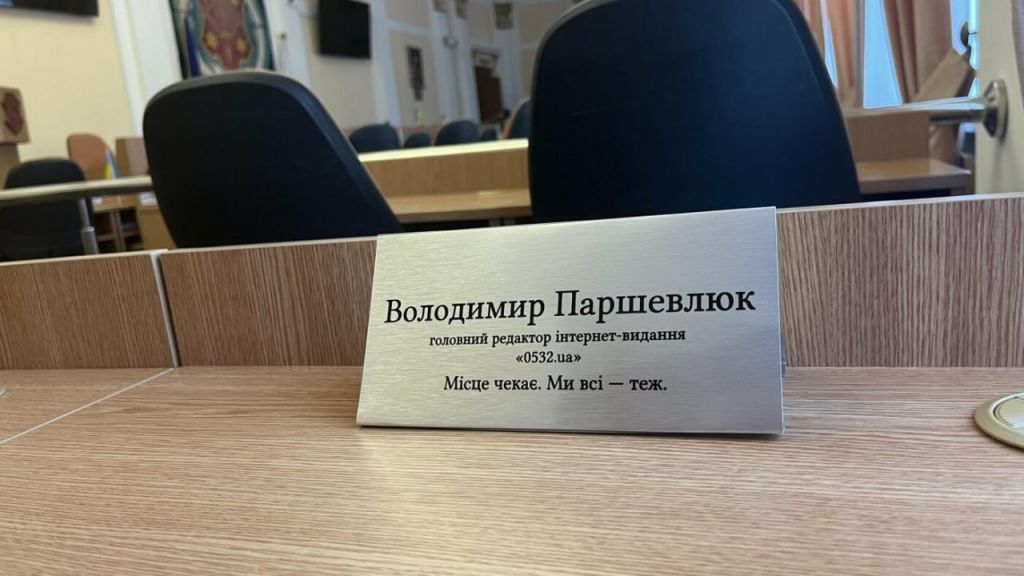 Володимир Паршевлюк
головний редактор інтернет-видання
«0532.ua»
Місце чекає. Ми всі — теж.